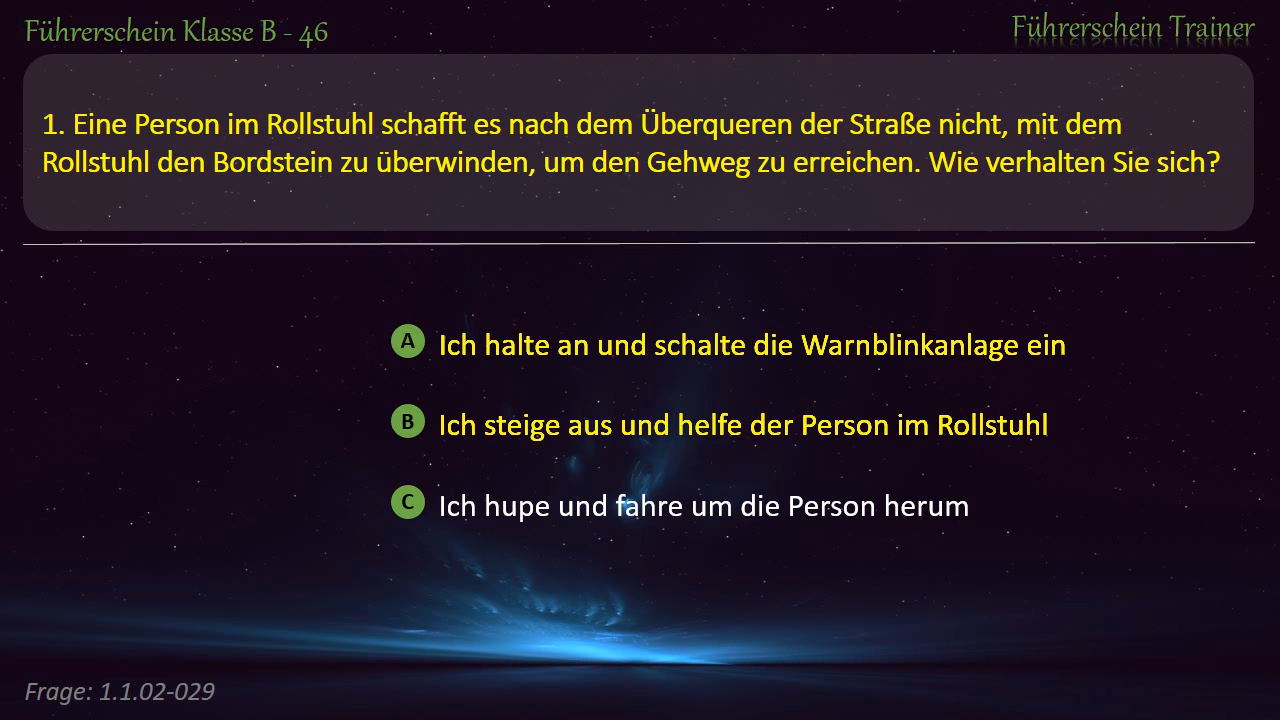 Führerschein Klasse B - 46
Führerschein Trainer
1. Eine Person im Rollstuhl schafft es nach dem Überqueren der Straße nicht, mit dem
Rollstuhl den Bordstein zu überwinden, um den Gehweg zu erreichen. Wie verhalten Sie sich?
A Ich halte an und schalte die Warnblinkanlage ein
B Ich steige aus und helfe der Person im Rollstuhl
C Ich hupe und fahre um die Person herum
Frage: 1.1.02-029